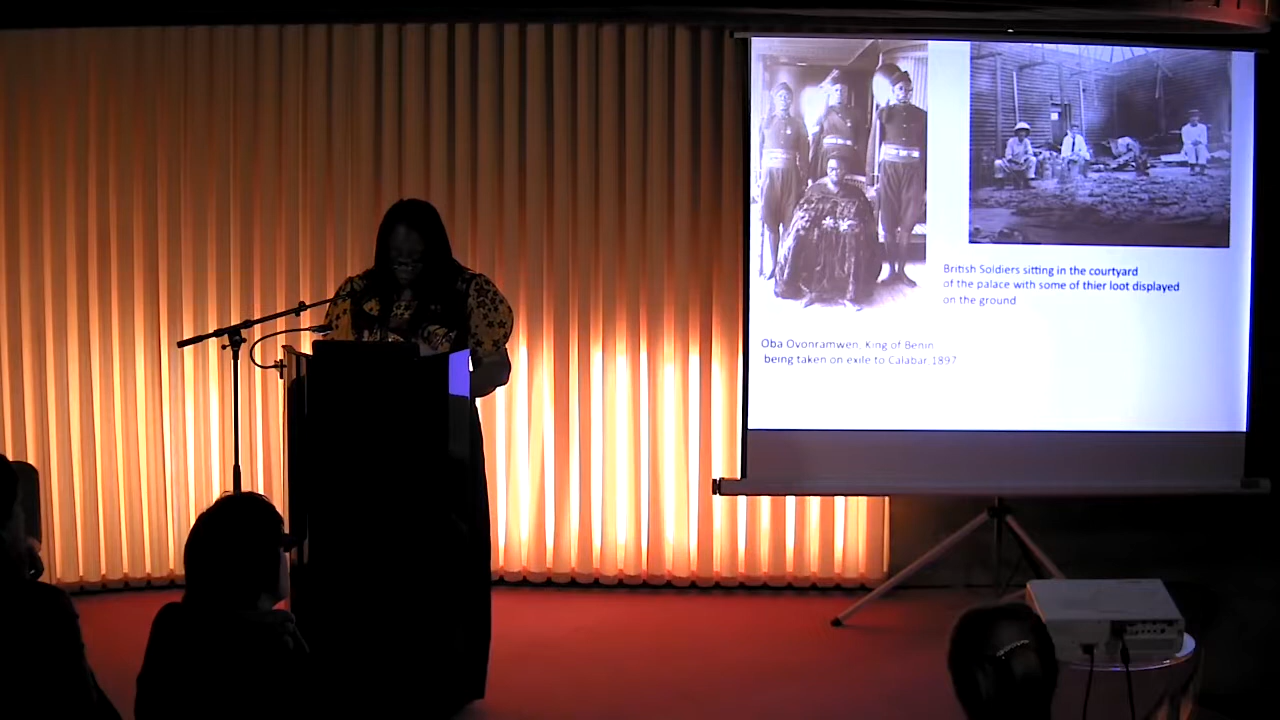 British Soldiers sitting in the courtyard
of the palace with some of thier loot displayed
on the ground
Oba Ovonramwen, King of Benin
being taken on exile to Calabar, 1897